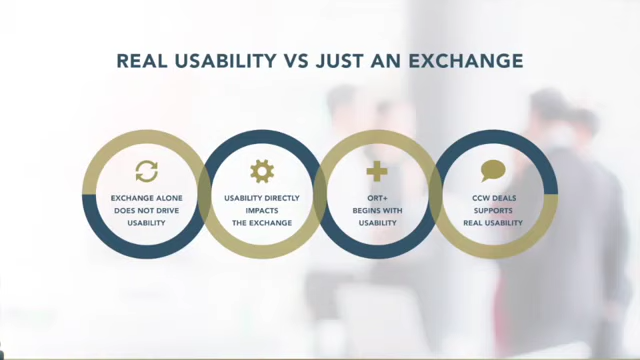 REAL USABILITY VS JUST AN EXCHANGE
EXCHANGE ALONE
DOES NOT DRIVE
USABILITY
USABILITY DIRECTLY
IMPACTS
THE EXCHANGE
ORT+
BEGINS WITH
USABILITY
CCW DEALS
SUPPORTS
REAL USABILITY